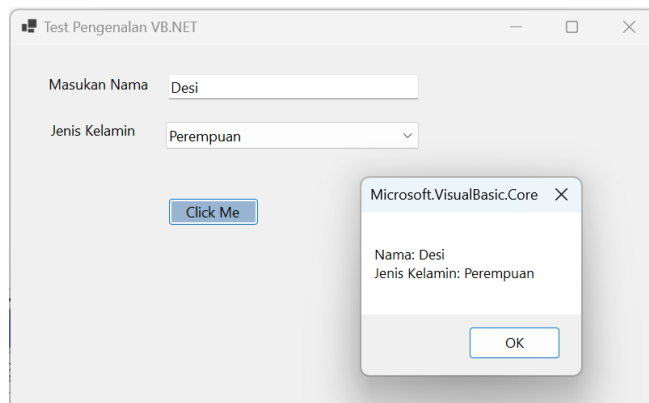 Test Pengenalan VB.NET
Masukan Nama
Desi
Jenis Kelamin
Perempuan
Click Me
Microsoft.VisualBasic.Core
Nama: Desi
Jenis Kelamin: Perempuan
OK